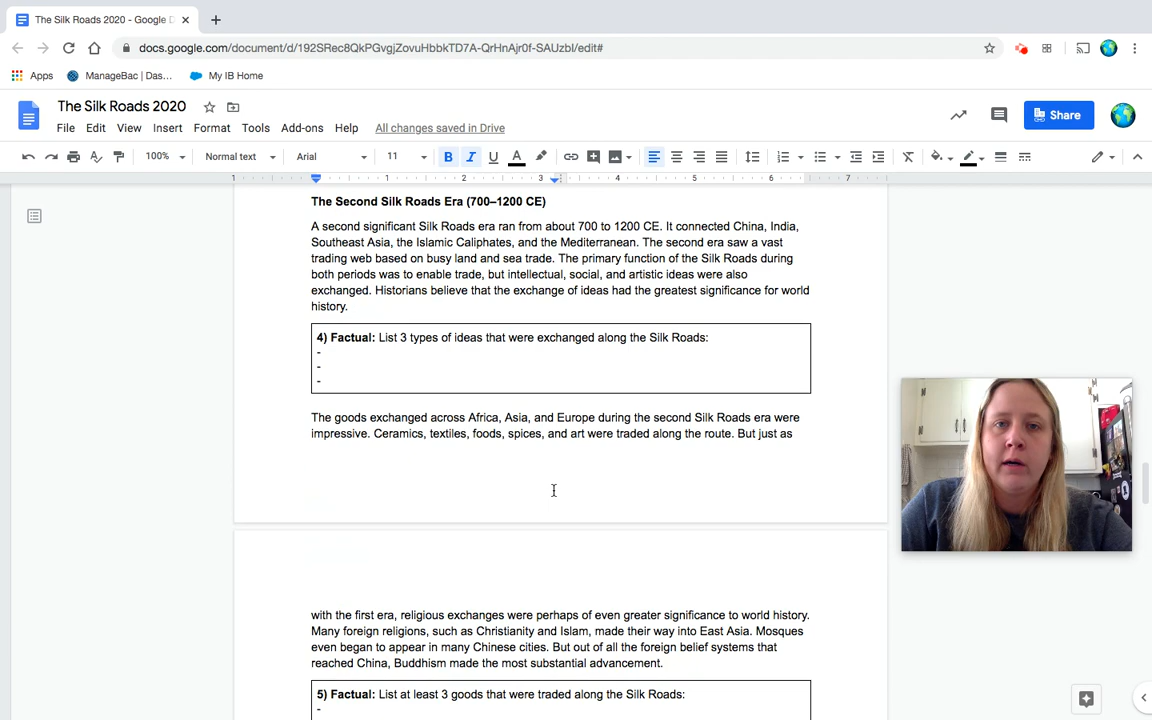 The Silk Roads 2020 - Google D
docs.google.com/document/d/192SRec8QkPGvgjZovuHbbkTD7A-QrHnAjr0f-SAUzbI/edit#
Apps ManageBac | Das... My IB Home
The Silk Roads 2020
File Edit View Insert Format Tools Add-ons Help All changes saved in Drive
Share
100% Normal text Arial 11 B I U A
1 1 2 3 4 5 6 7
The Second Silk Roads Era (700–1200 CE)
A second significant Silk Roads era ran from about 700 to 1200 CE. It connected China, India,
Southeast Asia, the Islamic Caliphates, and the Mediterranean. The second era saw a vast
trading web based on busy land and sea trade. The primary function of the Silk Roads during
both periods was to enable trade, but intellectual, social, and artistic ideas were also
exchanged. Historians believe that the exchange of ideas had the greatest significance for world
history.
4) Factual: List 3 types of ideas that were exchanged along the Silk Roads:
-
-
-
The goods exchanged across Africa, Asia, and Europe during the second Silk Roads era were
impressive. Ceramics, textiles, foods, spices, and art were traded along the route. But just as
with the first era, religious exchanges were perhaps of even greater significance to world history.
Many foreign religions, such as Christianity and Islam, made their way into East Asia. Mosques
even began to appear in many Chinese cities. But out of all the foreign belief systems that
reached China, Buddhism made the most substantial advancement.
5) Factual: List at least 3 goods that were traded along the Silk Roads:
-